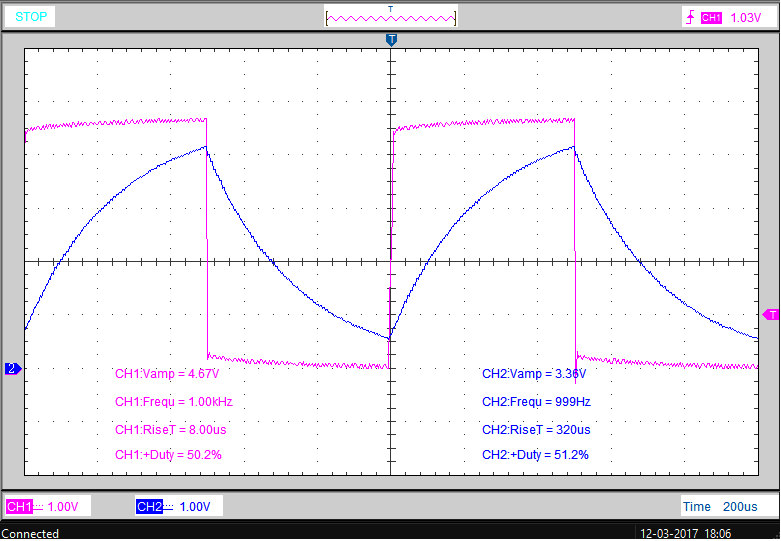 STOP T CH1 1.03V
T
T
2
CH1:Vamp = 4.67V CH2:Vamp = 3.36V
CH1:Frequ = 1.00kHz CH2:Frequ = 999Hz
CH1:RiseT = 8.00us CH2:RiseT = 320us
CH1:+Duty = 50.2% CH2:+Duty = 51.2%
CH1 1.00V CH2 1.00V Time 200us
Connected 12-03-2017 18:06